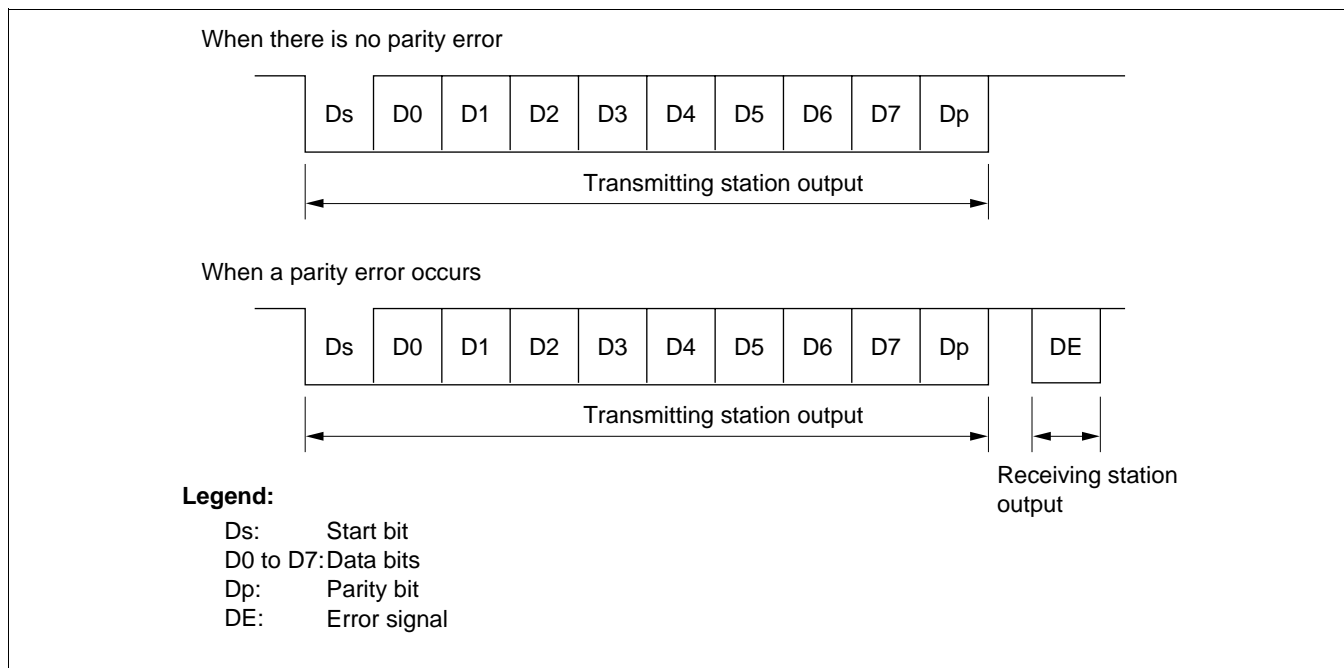 When there is no parity error
Ds D0 D1 D2 D3 D4 D5 D6 D7 Dp
Transmitting station output
When a parity error occurs
Ds D0 D1 D2 D3 D4 D5 D6 D7 Dp DE
Transmitting station output
Receiving station
output
Legend:
Ds: Start bit
D0 to D7: Data bits
Dp: Parity bit
DE: Error signal